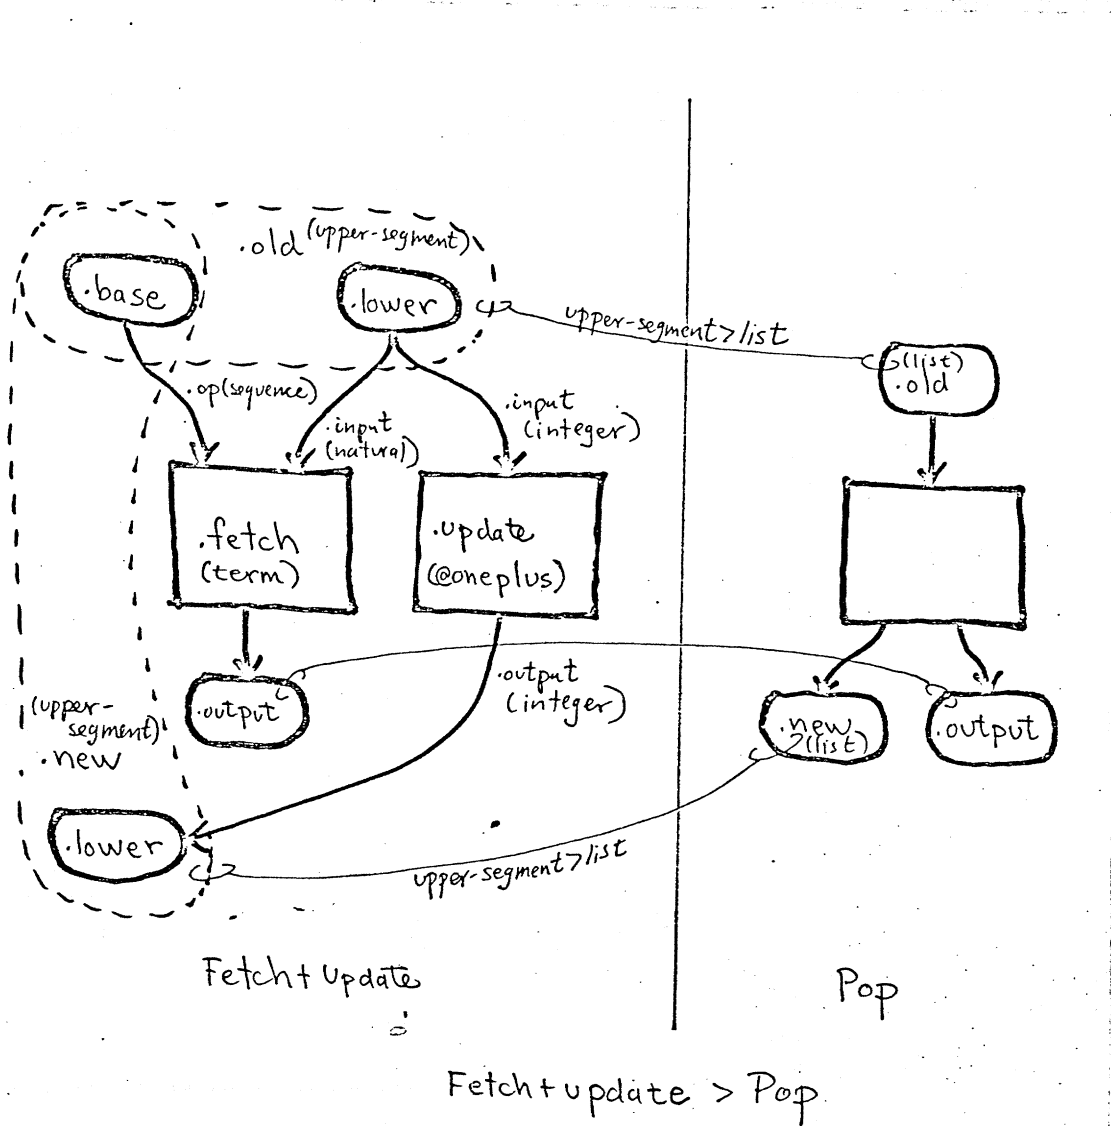 .old (upper-segment)
.base
.lower
upper-segment>list
(list)
.old
.op(sequence)
.input
(natural)
.input
(integer)
.fetch
(term)
.update
(@oneplus)
.output
.output
(integer)
(upper-
segment)
.new
.new
(list)
.output
.lower
upper-segment>list
Fetch+Update
Pop
Fetch+update > Pop